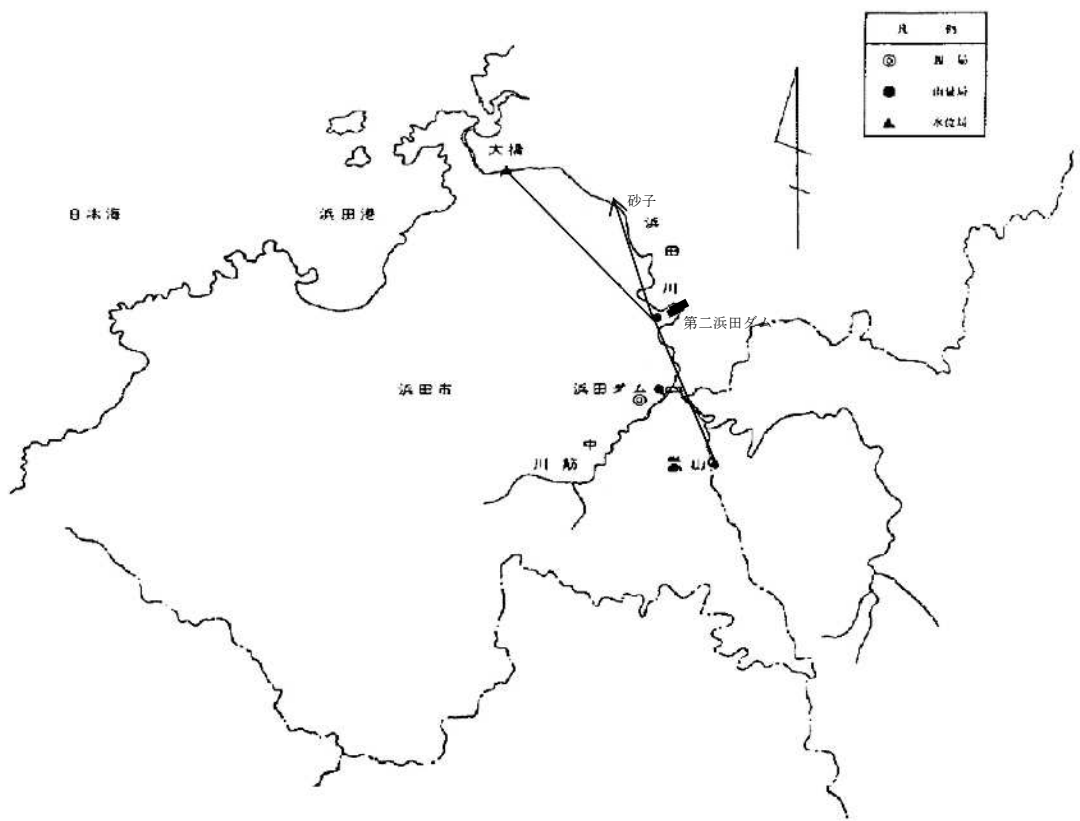 凡 例
親 局
雨量局
水位局
大橋
砂子
日本海
浜田港
浜
田
川
第二浜田ダム
浜田市
浜田ダム
中
川 筋
山